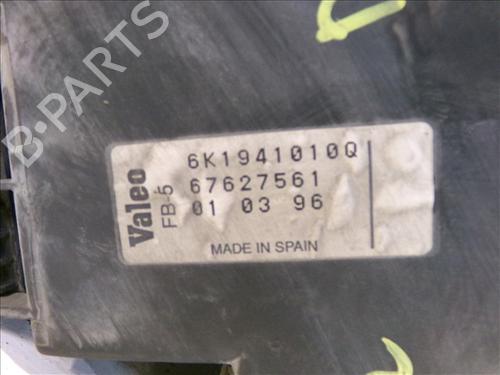 Valeo
FB-5
6K1941010Q
67627561
01 03 96
MADE IN SPAIN
B-PARTS